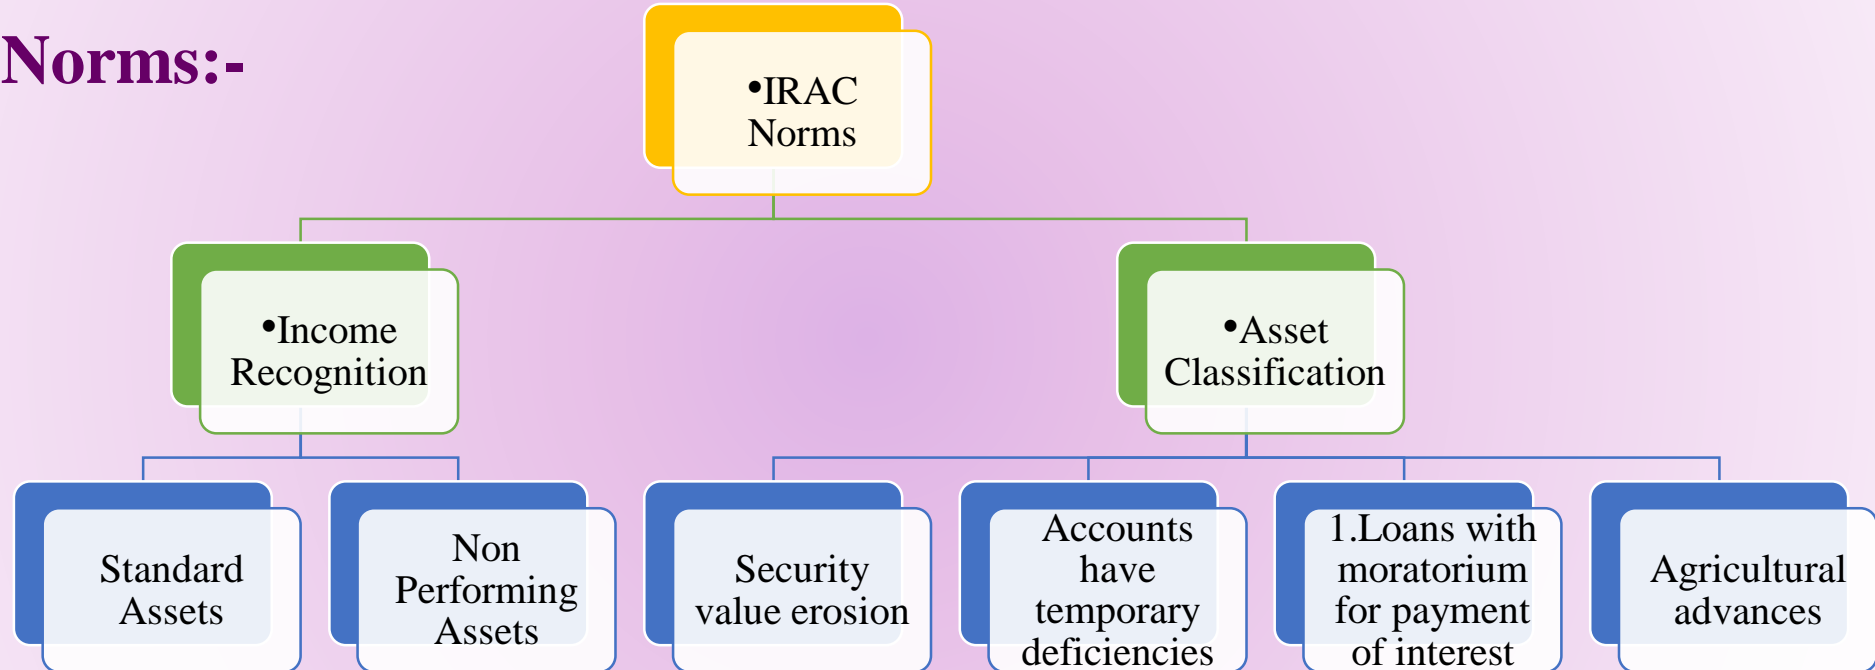 Norms:-
•IRAC
Norms
•Income
Recognition
•Asset
Classification
Standard
Assets
Non
Performing
Assets
Security
value erosion
Accounts
have
temporary
deficiencies
1.Loans with
moratorium
for payment
of interest
Agricultural
advances